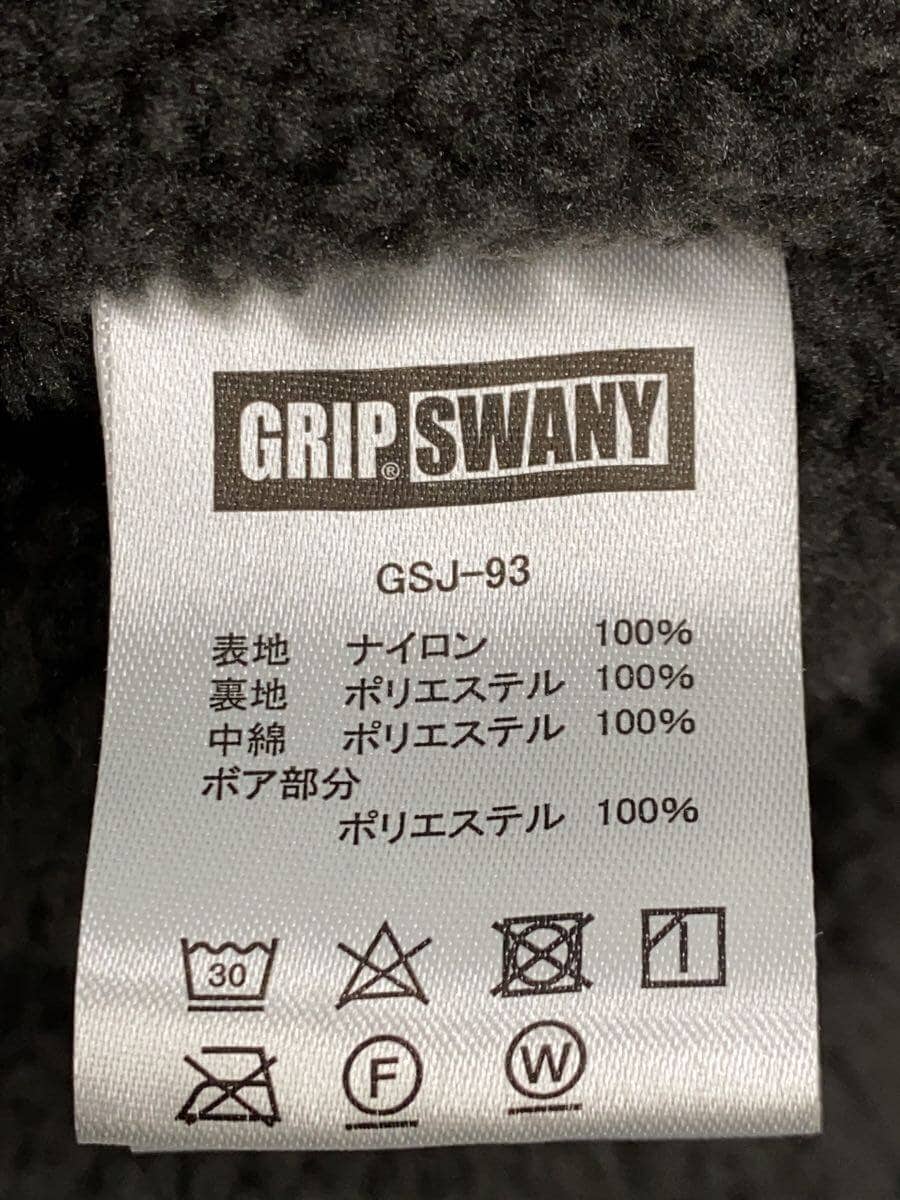 GRIP® SWANY
GSJ-93
表地 ナイロン 100%
裏地 ポリエステル 100%
中綿 ポリエステル 100%
ボア部分
ポリエステル 100%
30
F W